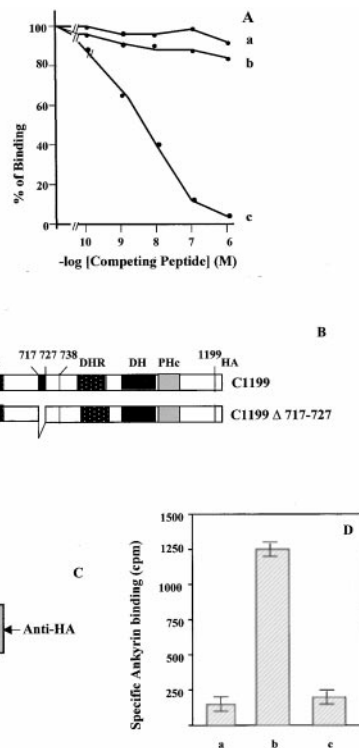 A
100
a
b
80
60
% of Binding
40
20
0
c
10 9 8 7 6
-log [Competing Peptide] (M)
B
717 727 738 DHR DH PHc 1199 HA
C1199
C1199 Δ 717-727
C
Anti-HA
D
1500
1250
1000
750
500
250
Specific Ankyrin binding (cpm)
a b c